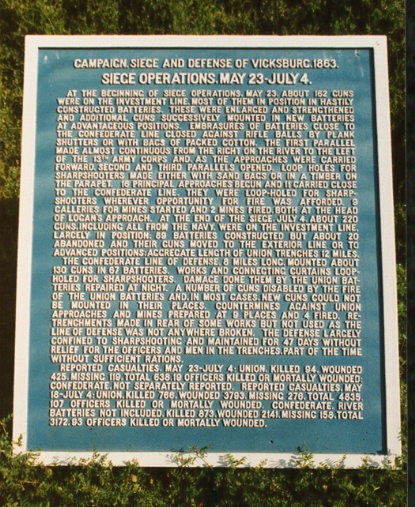 CAMPAIGN, SIEGE AND DEFENSE OF VICKSBURG, 1863.
SIEGE OPERATIONS, MAY 23-JULY 4.
AT THE BEGINNING OF SIEGE OPERATIONS, MAY 23, ABOUT 162 GUNS
WERE ON THE INVESTMENT LINE, MOST OF THEM IN POSITION IN HASTILY
CONSTRUCTED BATTERIES. THESE WERE ENLARGED AND STRENGTHENED
AND ADDITIONAL GUNS SUCCESSIVELY MOUNTED IN NEW BATTERIES
AT ADVANTAGEOUS POSITIONS. EMBRASURES OF BATTERIES CLOSE TO
THE CONFEDERATE LINE CLOSED AGAINST RIFLE BALLS BY PLANK
SHUTTERS OR WITH BAGS OF PACKED COTTON. THE FIRST PARALLEL
MADE ALMOST CONTINUOUS FROM THE RIGHT ON THE RIVER TO THE LEFT
OF THE 13TH ARMY CORPS AND, AS THE APPROACHES WERE CARRIED
FORWARD, SECOND AND THIRD PARALLELS OPENED. LOOP HOLES FOR
SHARPSHOOTERS MADE EITHER WITH SAND BAGS OR IN A TIMBER ON
THE PARAPET. 16 PRINCIPAL APPROACHES BEGUN AND 11 CARRIED CLOSE
TO THE CONFEDERATE LINE. THEY WERE LOOP-HOLED FOR SHARP-
SHOOTERS WHEREVER OPPORTUNITY FOR FIRE WAS AFFORDED. 9
GALLERIES FOR MINES STARTED AND 2 MINES FIRED, BOTH AT THE HEAD
OF LOGAN'S APPROACH. AT THE END OF THE SIEGE, JULY 4, ABOUT 220
GUNS, INCLUDING ALL FROM THE NAVY, WERE ON THE INVESTMENT LINE,
LARGELY IN POSITION; 89 BATTERIES CONSTRUCTED BUT ABOUT 20
ABANDONED AND THEIR GUNS MOVED TO THE EXTERIOR LINE OR TO
ADVANCED POSITIONS; AGGREGATE LENGTH OF UNION TRENCHES 12 MILES.
THE CONFEDERATE LINE OF DEFENSE, 8 MILES LONG, MOUNTED ABOUT
130 GUNS IN 67 BATTERIES. WORKS AND CONNECTING CURTAINS LOOP-
HOLED FOR SHARPSHOOTERS. DAMAGE DONE THEM BY THE UNION BAT-
TERIES REPAIRED AT NIGHT. A NUMBER OF GUNS DISABLED BY THE FIRE
OF THE UNION BATTERIES AND, IN MOST CASES, NEW GUNS COULD NOT
BE MOUNTED IN THEIR PLACES. COUNTERMINES AGAINST UNION
APPROACHES AND MINES PREPARED AT 9 PLACES AND 4 FIRED. RE-
TRENCHMENTS MADE IN REAR OF SOME WORKS BUT NOT USED AS THE
LINE OF DEFENSE WAS NOT ANYWHERE BROKEN. THE DEFENSE LARGELY
CONFINED TO SHARPSHOOTING AND MAINTAINED FOR 47 DAYS WITHOUT
RELIEF FOR THE OFFICERS AND MEN IN THE TRENCHES, PART OF THE TIME
WITHOUT SUFFICIENT RATIONS.
REPORTED CASUALTIES, MAY 23-JULY 4: UNION, KILLED 94, WOUNDED
425, MISSING 119, TOTAL 638, 18 OFFICERS KILLED OR MORTALLY WOUNDED;
CONFEDERATE, NOT SEPARATELY REPORTED. REPORTED CASUALTIES, MAY
18-JULY 4: UNION, KILLED 766, WOUNDED 3793, MISSING 276, TOTAL 4835,
107 OFFICERS KILLED OR MORTALLY WOUNDED. CONFEDERATE, RIVER
BATTERIES NOT INCLUDED, KILLED 873, WOUNDED 2141, MISSING 158, TOTAL
3172, 93 OFFICERS KILLED OR MORTALLY WOUNDED.